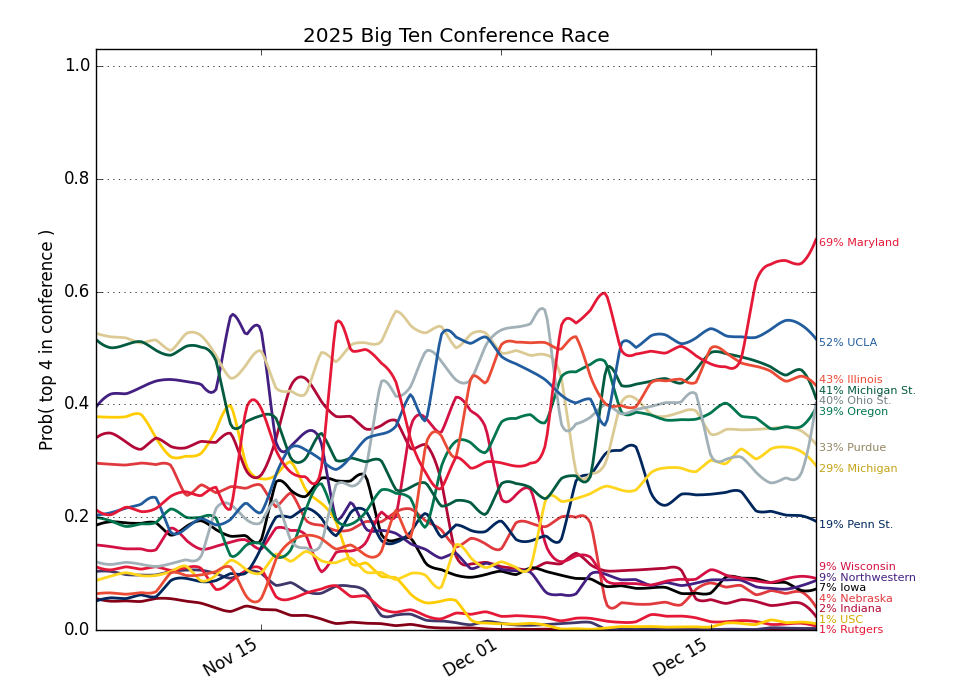 2025 Big Ten Conference Race
Prob( top 4 in conference )
1.0
0.8
0.6
0.4
0.2
0.0
Nov 15
Dec 01
Dec 15
69% Maryland
52% UCLA
43% Illinois
41% Michigan St.
40% Ohio St.
39% Oregon
33% Purdue
29% Michigan
19% Penn St.
9% Wisconsin
9% Northwestern
7% Iowa
4% Nebraska
2% Indiana
1% USC
1% Rutgers